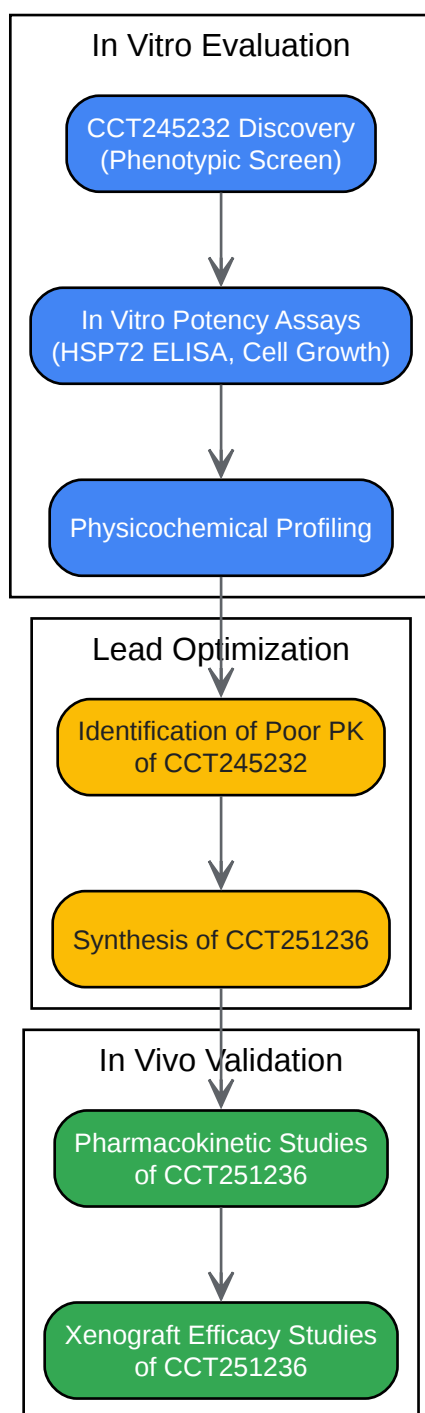 In Vitro Evaluation
CCT245232 Discovery
(Phenotypic Screen)
In Vitro Potency Assays
(HSP72 ELISA, Cell Growth)
Physicochemical Profiling
Lead Optimization
Identification of Poor PK
of CCT245232
Synthesis of CCT251236
In Vivo Validation
Pharmacokinetic Studies
of CCT251236
Xenograft Efficacy Studies
of CCT251236